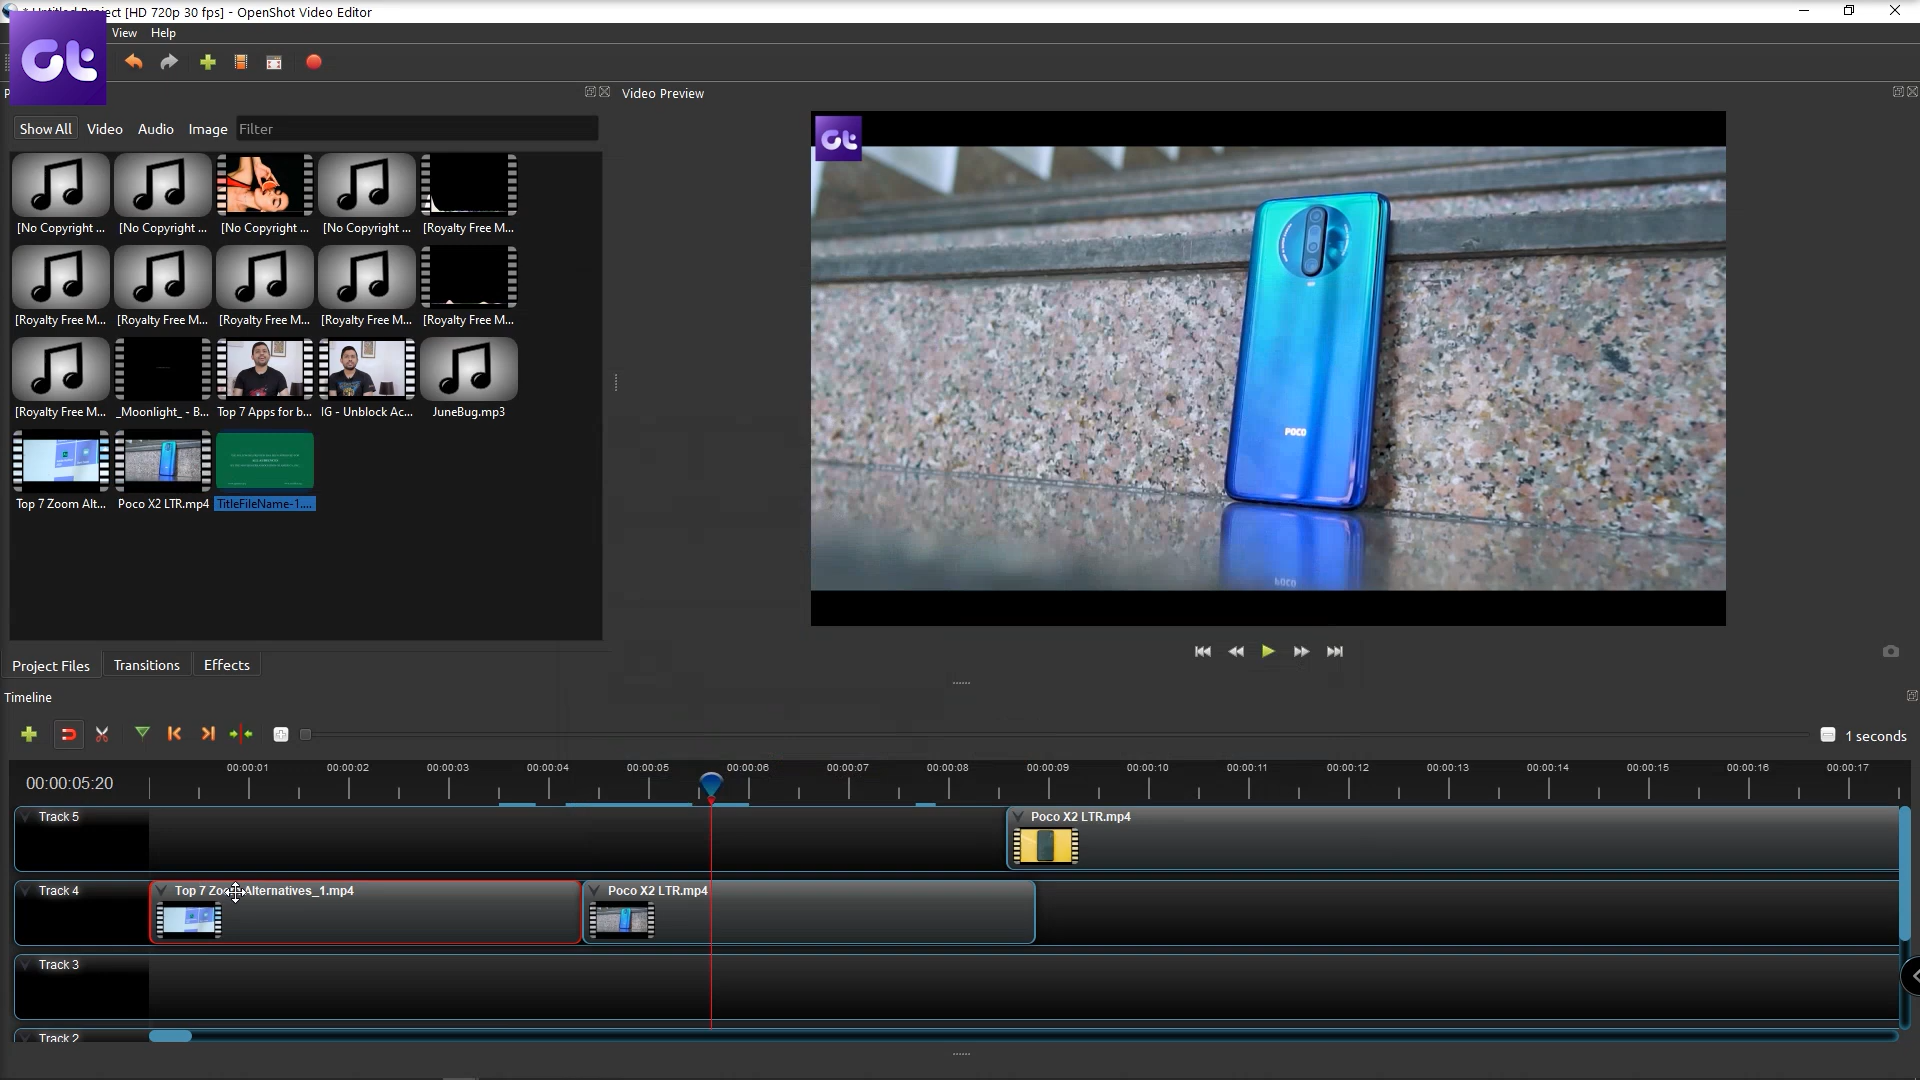 * Untitled Project [HD 720p 30 fps] - OpenShot Video Editor
View Help
Gt
Video Preview
Show All Video Audio Image Filter
Gt
[No Copyright ... [No Copyright ... [No Copyright ... [No Copyright ... [Royalty Free M...
[Royalty Free M... [Royalty Free M... [Royalty Free M... [Royalty Free M... [Royalty Free M...
[Royalty Free M... _Moonlight_ - B... Top 7 Apps for b... IG - Unblock Ac... JuneBug.mp3
Top 7 Zoom Alt... Poco X2 LTR.mp4 TitleFileName-1....
POCO
Project Files Transitions Effects
Timeline
1 seconds
00:00:05:20
00:00:01 00:00:02 00:00:03 00:00:04 00:00:05 00:00:06 00:00:07 00:00:08 00:00:09 00:00:10 00:00:11 00:00:12 00:00:13 00:00:14 00:00:15 00:00:16 00:00:17
Track 5 Poco X2 LTR.mp4
Track 4 Top 7 Zoom Alternatives_1.mp4 Poco X2 LTR.mp4
Track 3
Track 2